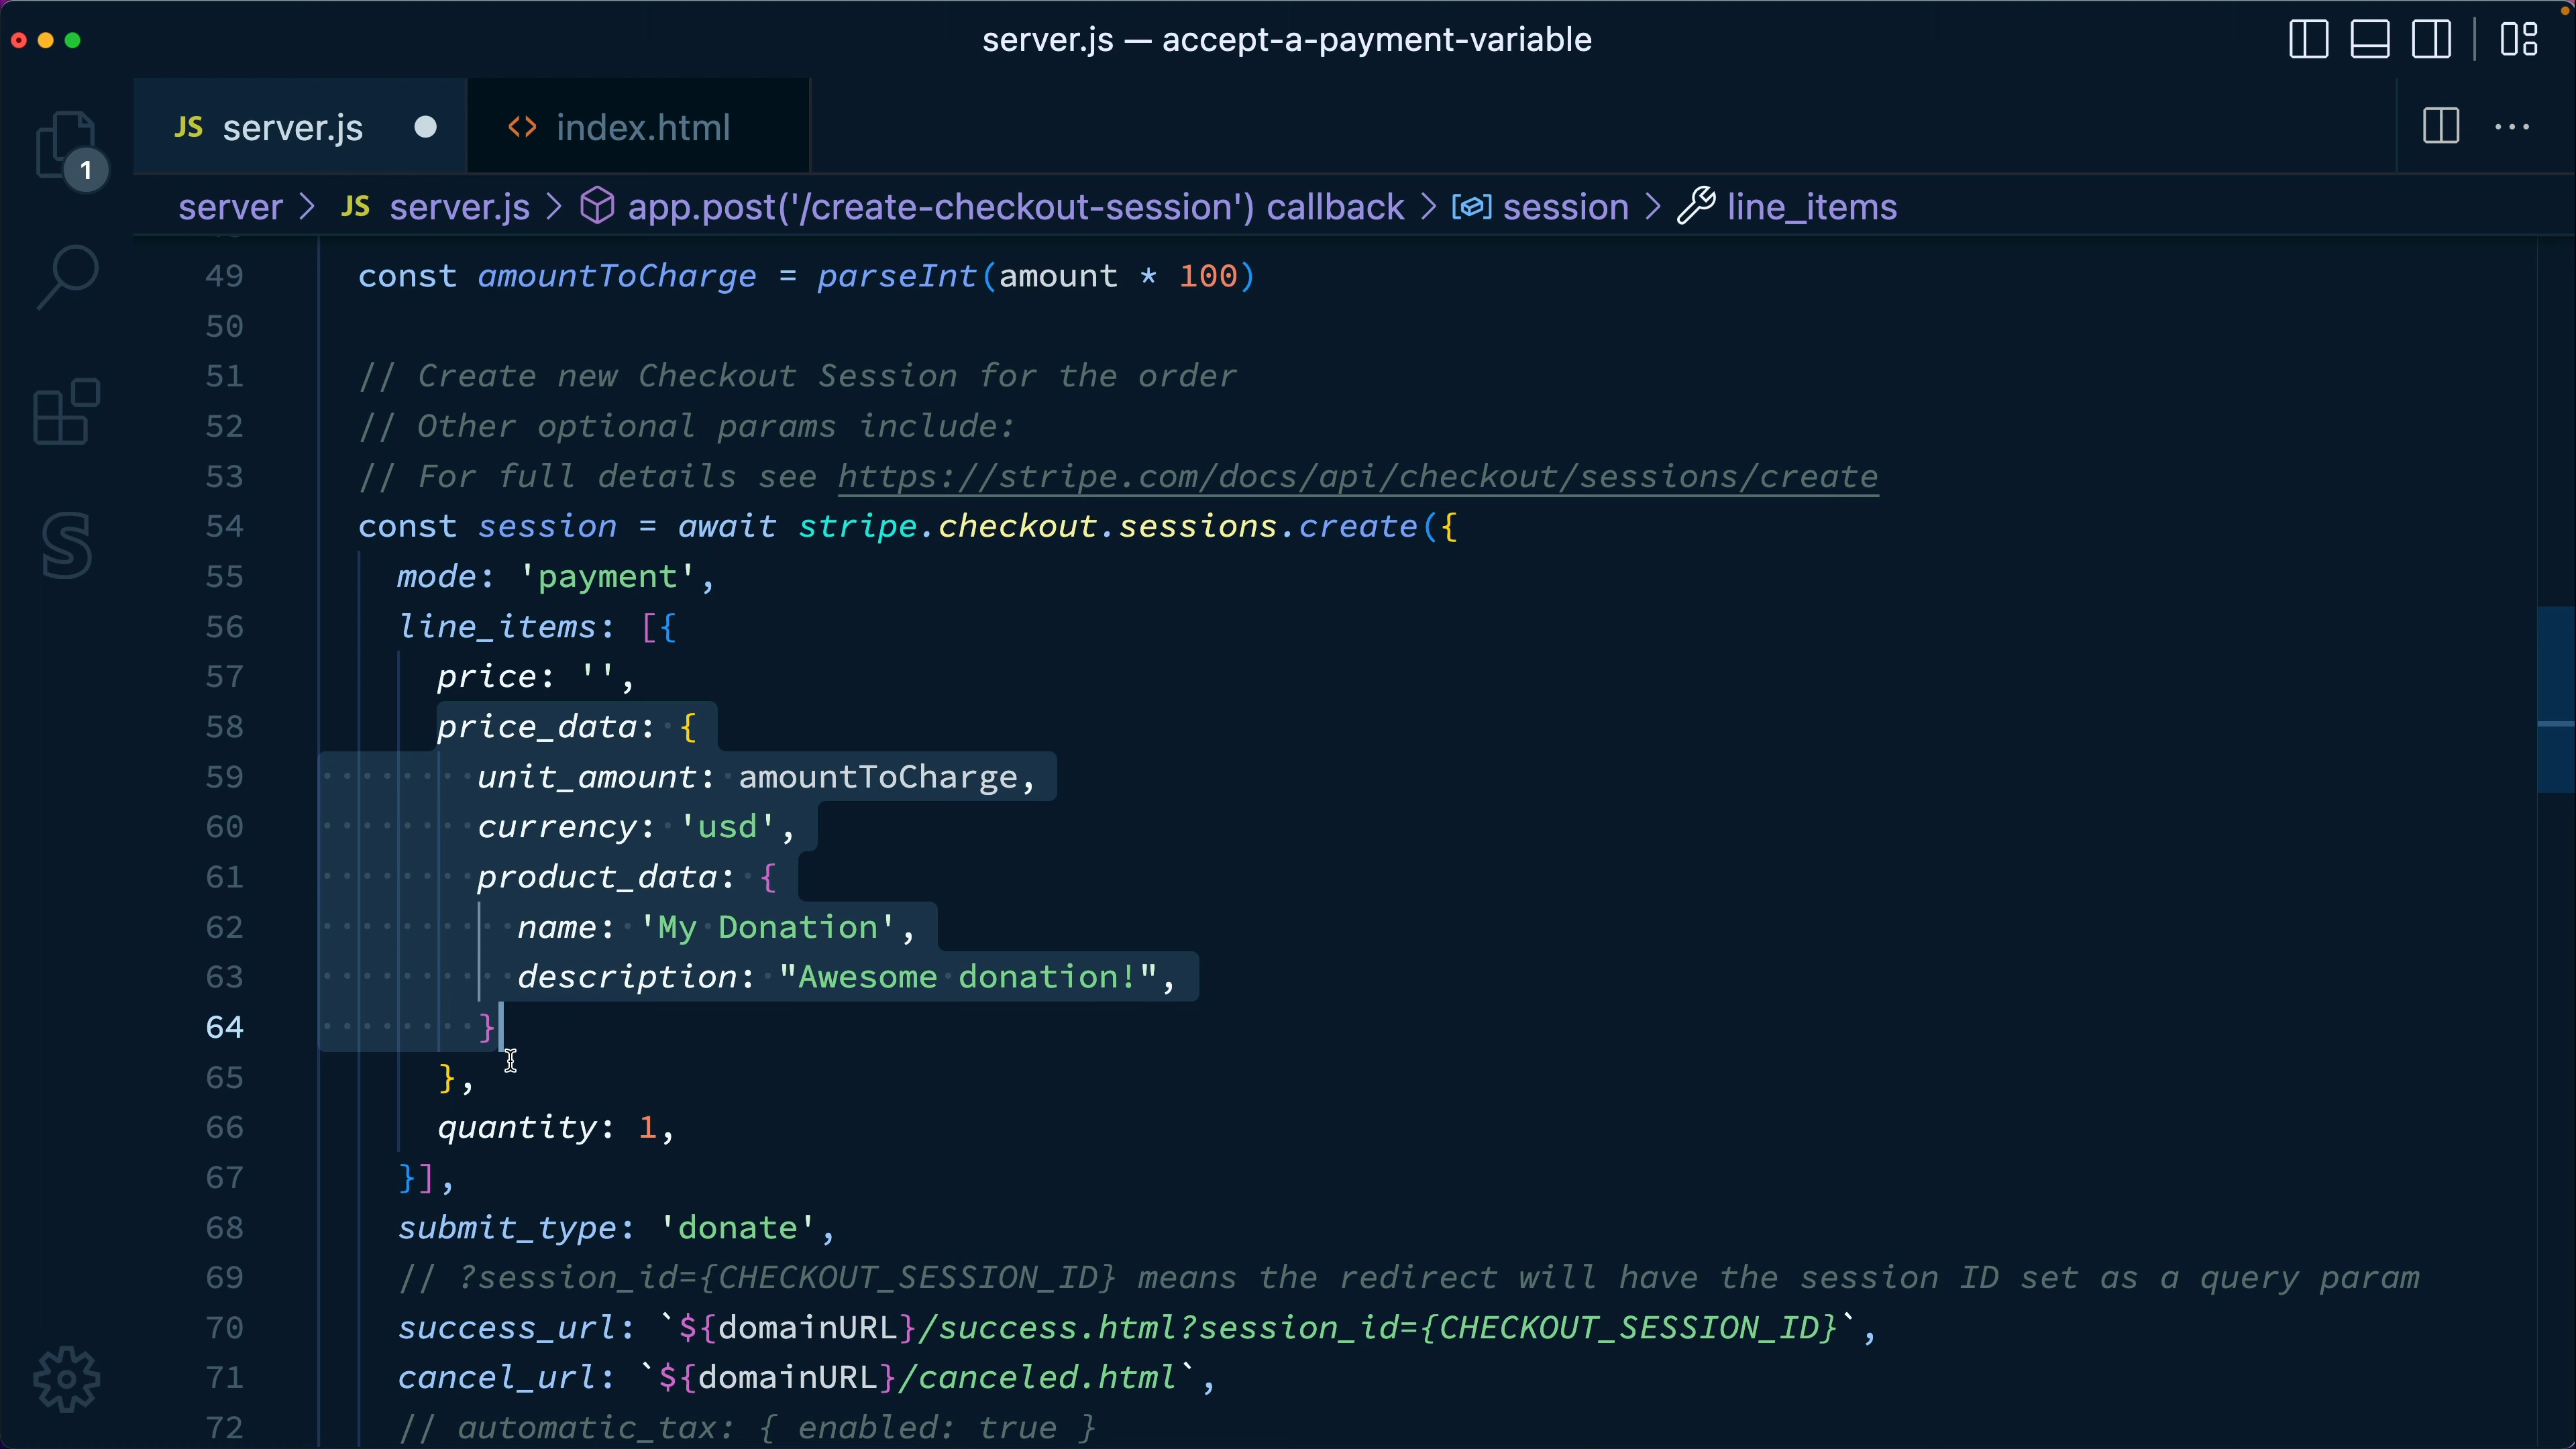 server.js — accept-a-payment-variable
JS server.js
<> index.html
1
server > JS server.js > app.post('/create-checkout-session') callback > session > line_items
49 const amountToCharge = parseInt(amount * 100)
50
51 // Create new Checkout Session for the order
52 // Other optional params include:
53 // For full details see https://stripe.com/docs/api/checkout/sessions/create
54 const session = await stripe.checkout.sessions.create({
55 mode: 'payment',
56 line_items: [{
57 price: '',
58 price_data: {
59 unit_amount: amountToCharge,
60 currency: 'usd',
61 product_data: {
62 name: 'My Donation',
63 description: "Awesome donation!",
64 }
65 },
66 quantity: 1,
67 }],
68 submit_type: 'donate',
69 // ?session_id={CHECKOUT_SESSION_ID} means the redirect will have the session ID set as a query param
70 success_url: `${domainURL}/success.html?session_id={CHECKOUT_SESSION_ID}`,
71 cancel_url: `${domainURL}/canceled.html`,
72 // automatic_tax: { enabled: true }